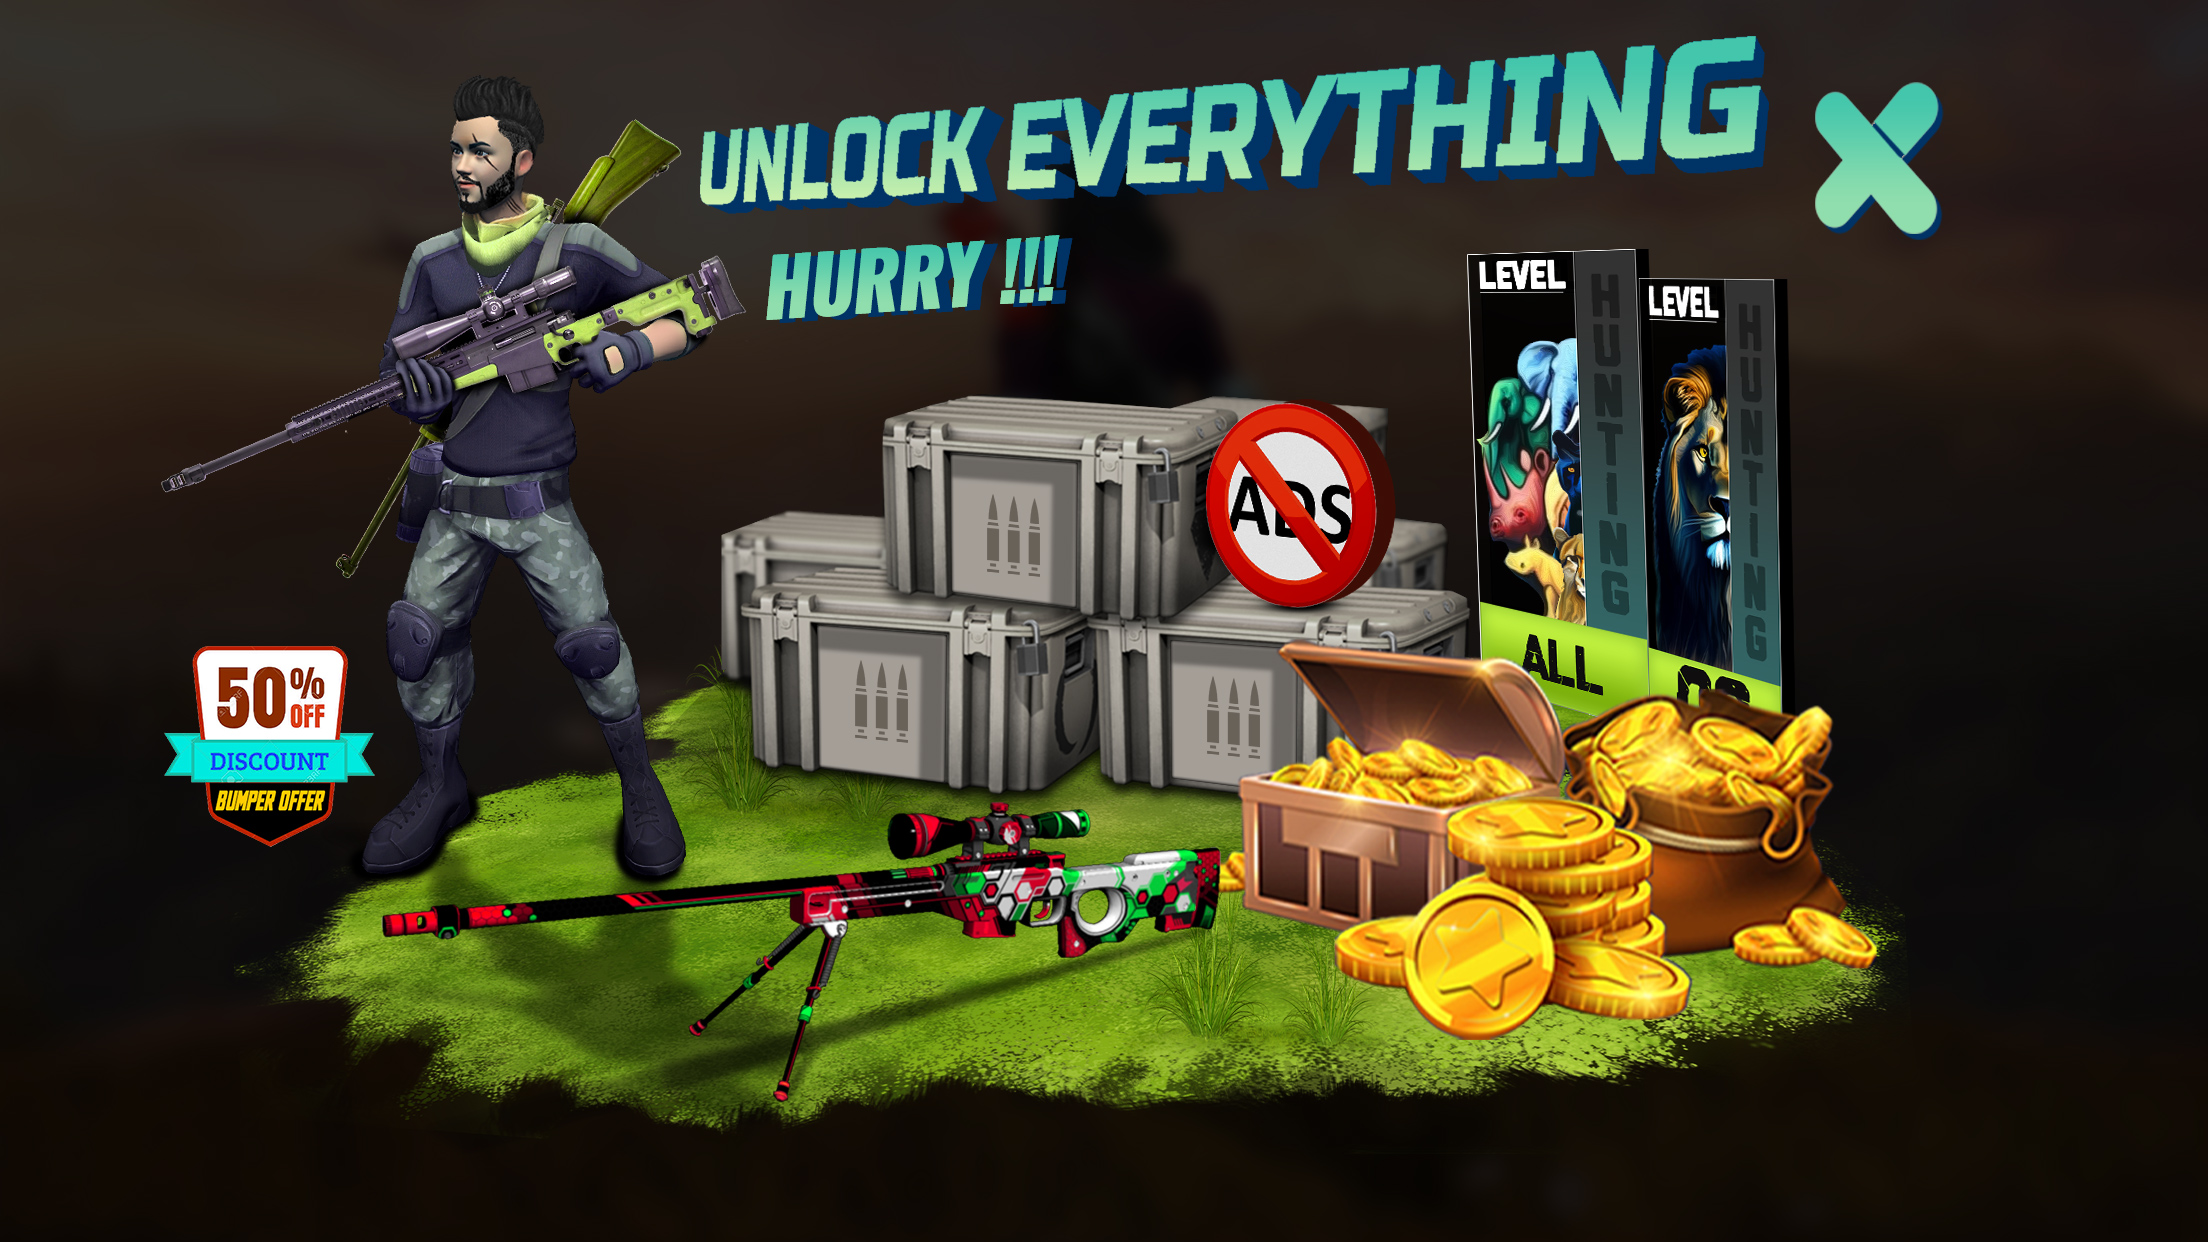 UNLOCK EVERYTHING
HURRY !!!
LEVEL
HUNTING
ALL
LEVEL
HUNTING
ADS
50% OFF
DISCOUNT
BUMPER OFFER